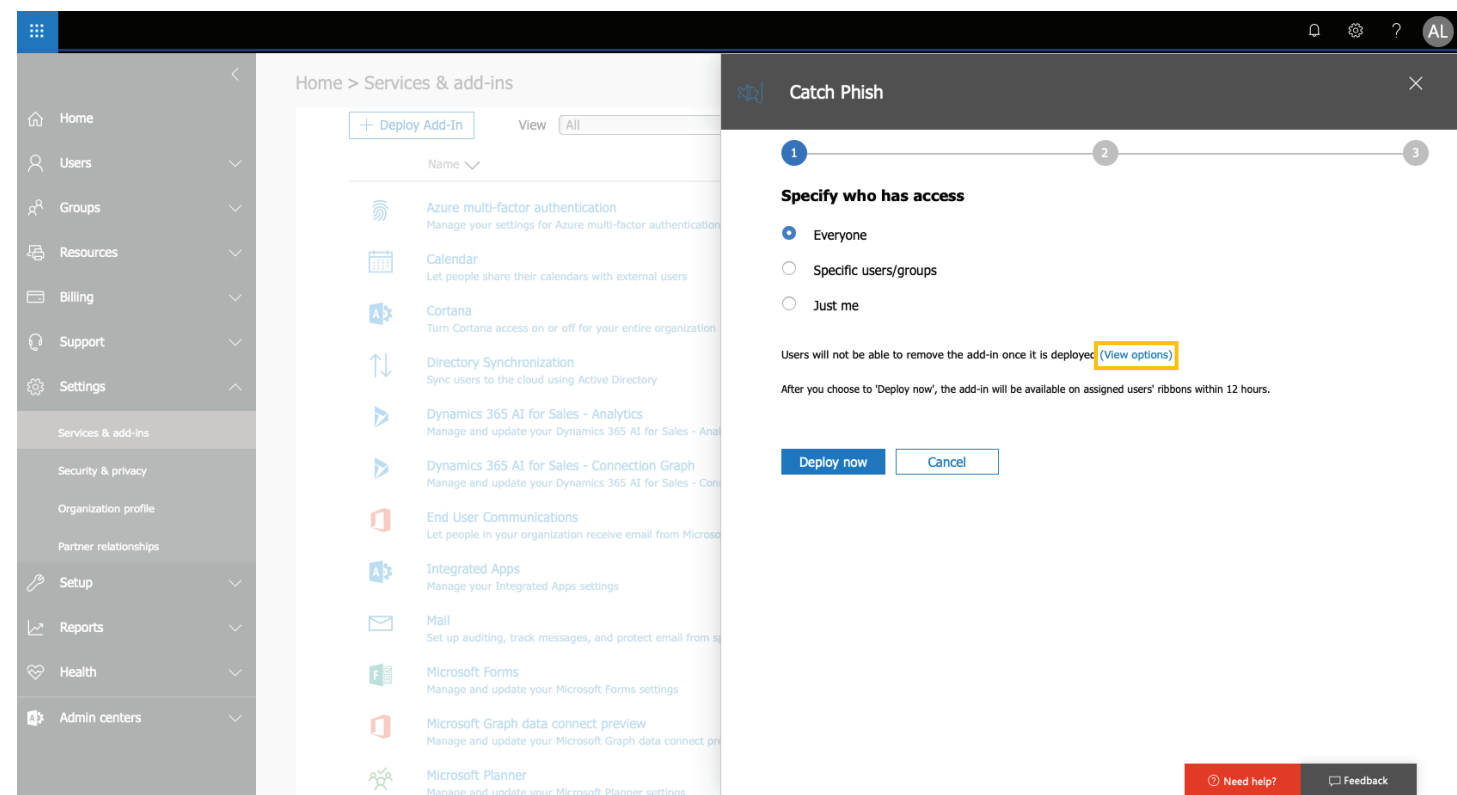 ?
AL
Home > Services & add-ins
Catch Phish
Home
Users
Groups
Resources
Billing
Support
Settings
Services & add-ins
Security & privacy
Organization profile
Partner relationships
Setup
Reports
Health
Admin centers
+ Deploy Add-In View All
Name
Azure multi-factor authentication
Manage your settings for Azure multi-factor authentication
Calendar
Let people share their calendars with external users
Cortana
Turn Cortana access on or off for your entire organization
Directory Synchronization
Sync users to the cloud using Active Directory
Dynamics 365 AI for Sales - Analytics
Manage and update your Dynamics 365 AI for Sales - Anal
Dynamics 365 AI for Sales - Connection Graph
Manage and update your Dynamics 365 AI for Sales - Con
End User Communications
Let people in your organization receive email from Microso
Integrated Apps
Manage your Integrated Apps settings
Mail
Set up auditing, track messages, and protect email from s
Microsoft Forms
Manage and update your Microsoft Forms settings
Microsoft Graph data connect preview
Manage and update your Microsoft Graph data connect pre
Microsoft Planner
Manage and update your Microsoft Planner settings
1 2 3
Specify who has access
Everyone
Specific users/groups
Just me
Users will not be able to remove the add-in once it is deployed (View options)
After you choose to 'Deploy now', the add-in will be available on assigned users' ribbons within 12 hours.
Deploy now Cancel
Need help? Feedback